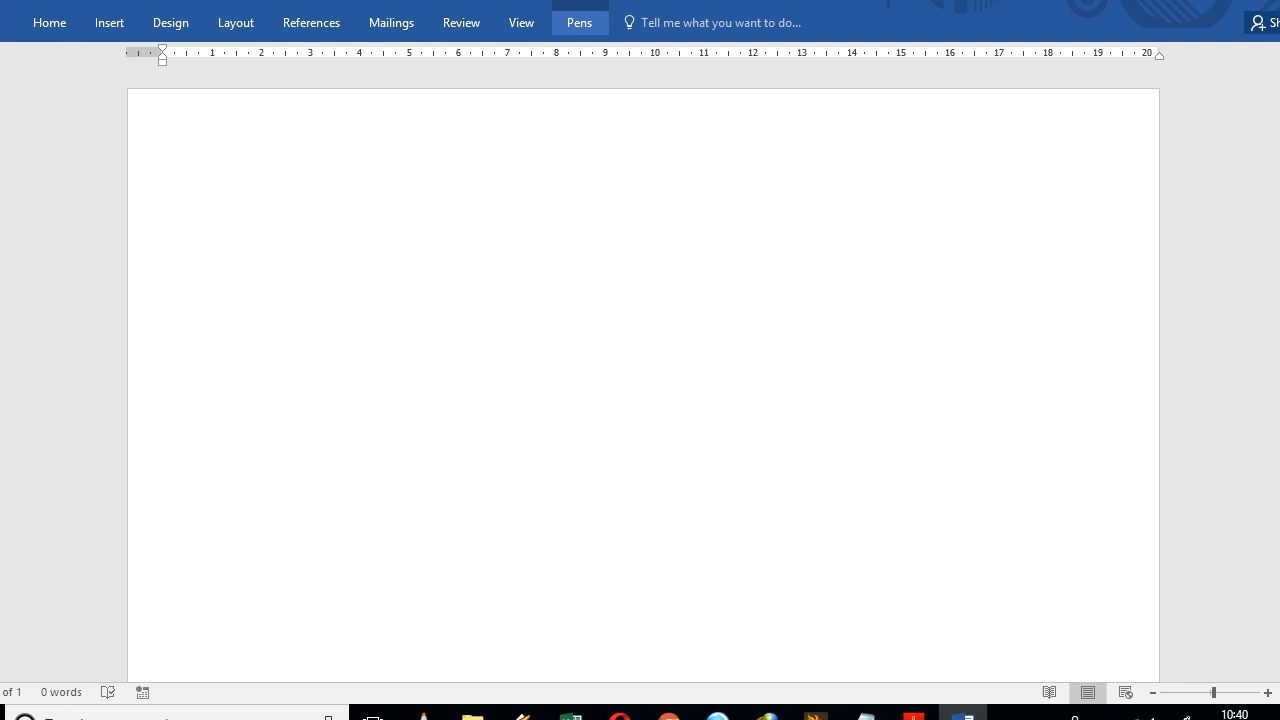 Home Insert Design Layout References Mailings Review View Pens Tell me what you want to do...
1 2 3 4 5 6 7 8 9 10 11 12 13 14 15 16 17 18 19 20
of 1 0 words
10:40